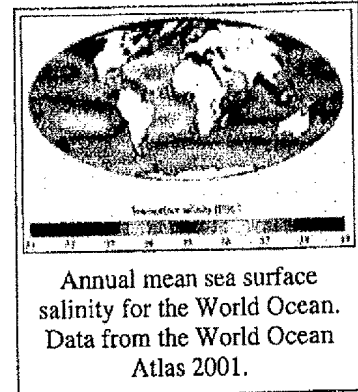 Annual mean sea surface
salinity for the World Ocean.
Data from the World Ocean
Atlas 2001.